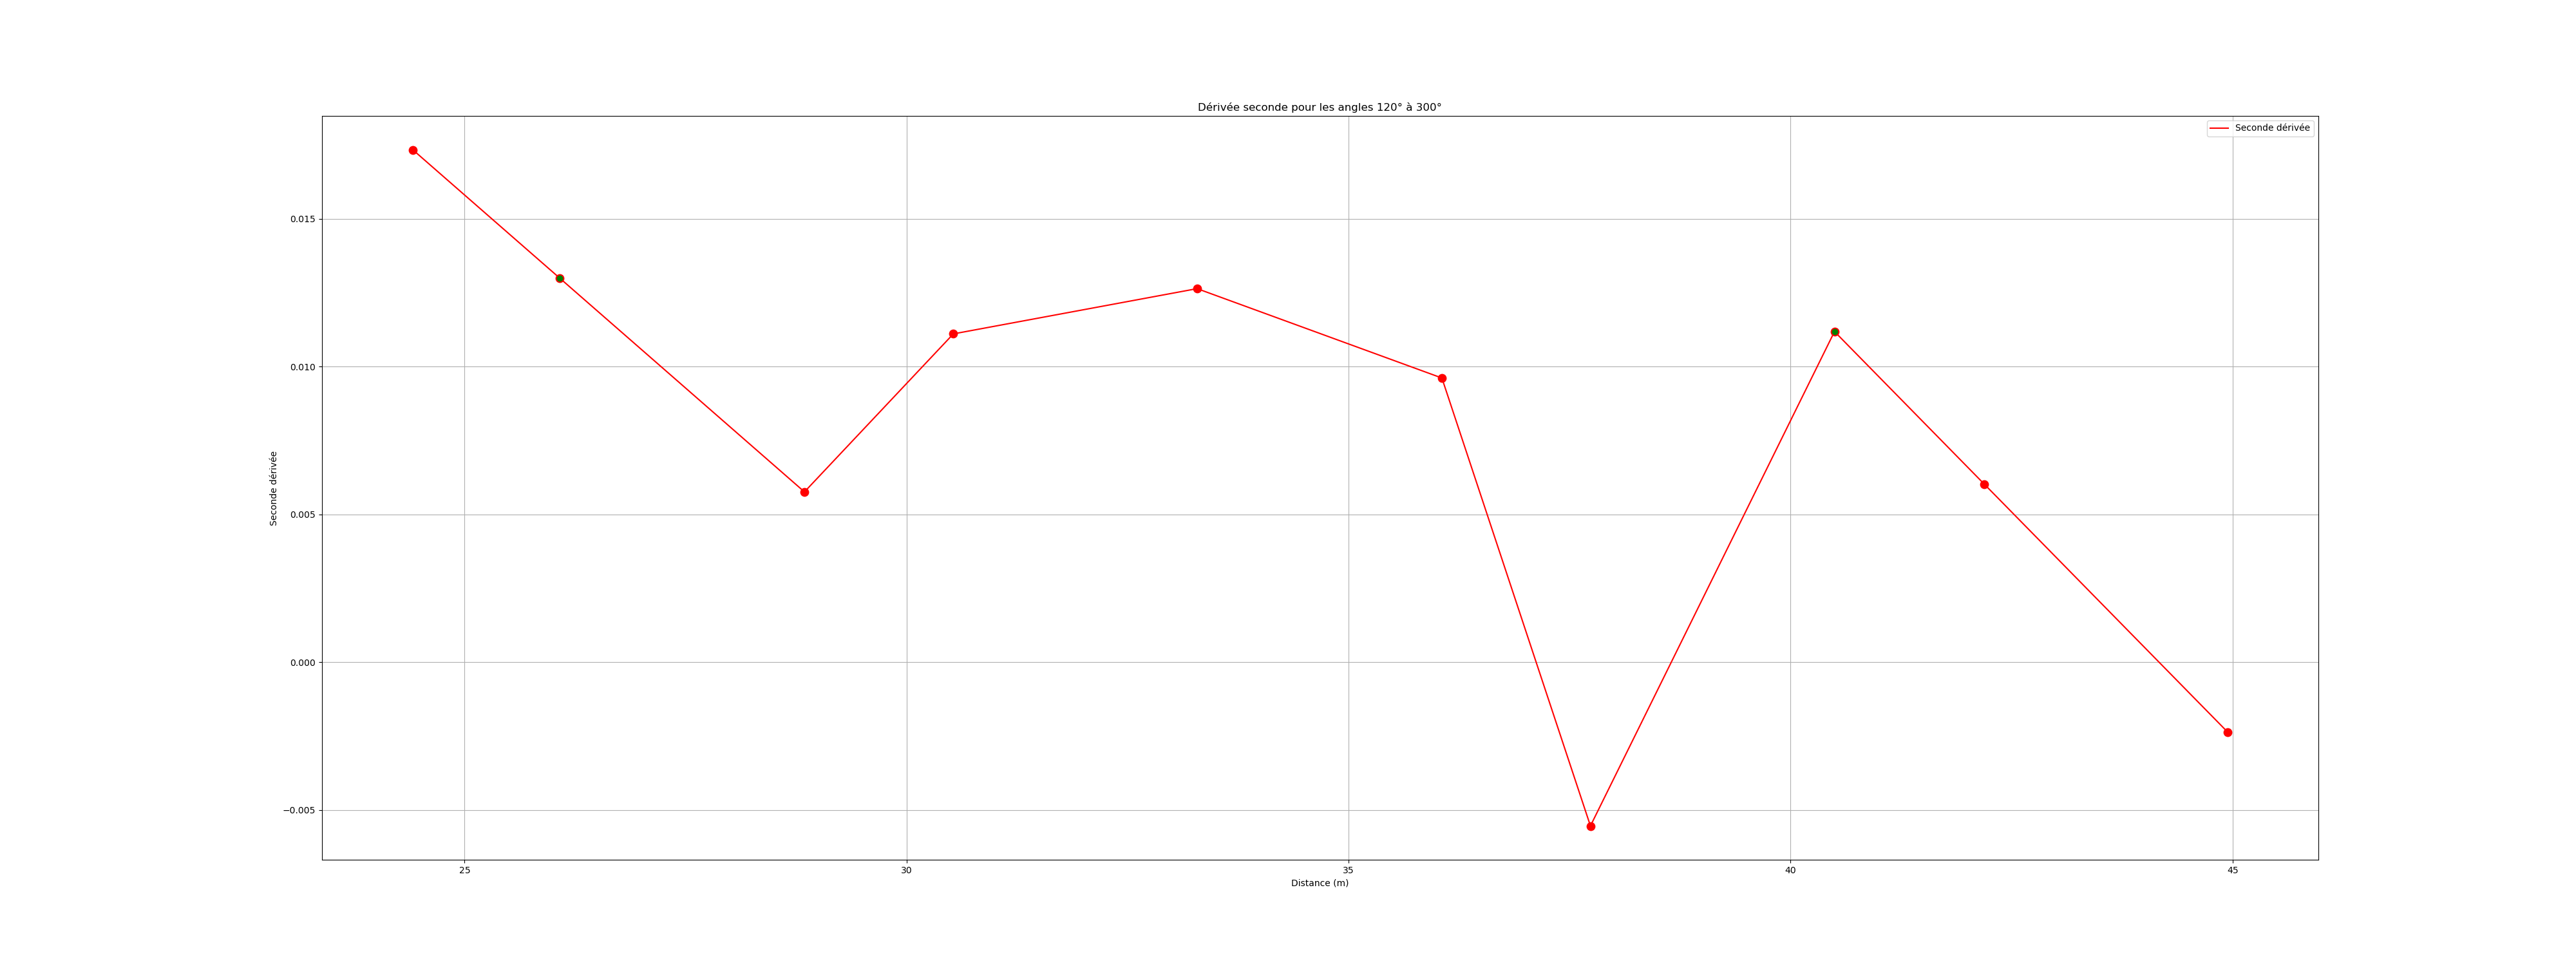 Dérivée seconde pour les angles 120° à 300°
Seconde dérivée
0.015
0.010
0.005
0.000
−0.005
Seconde dérivée
25
30
35
40
45
Distance (m)